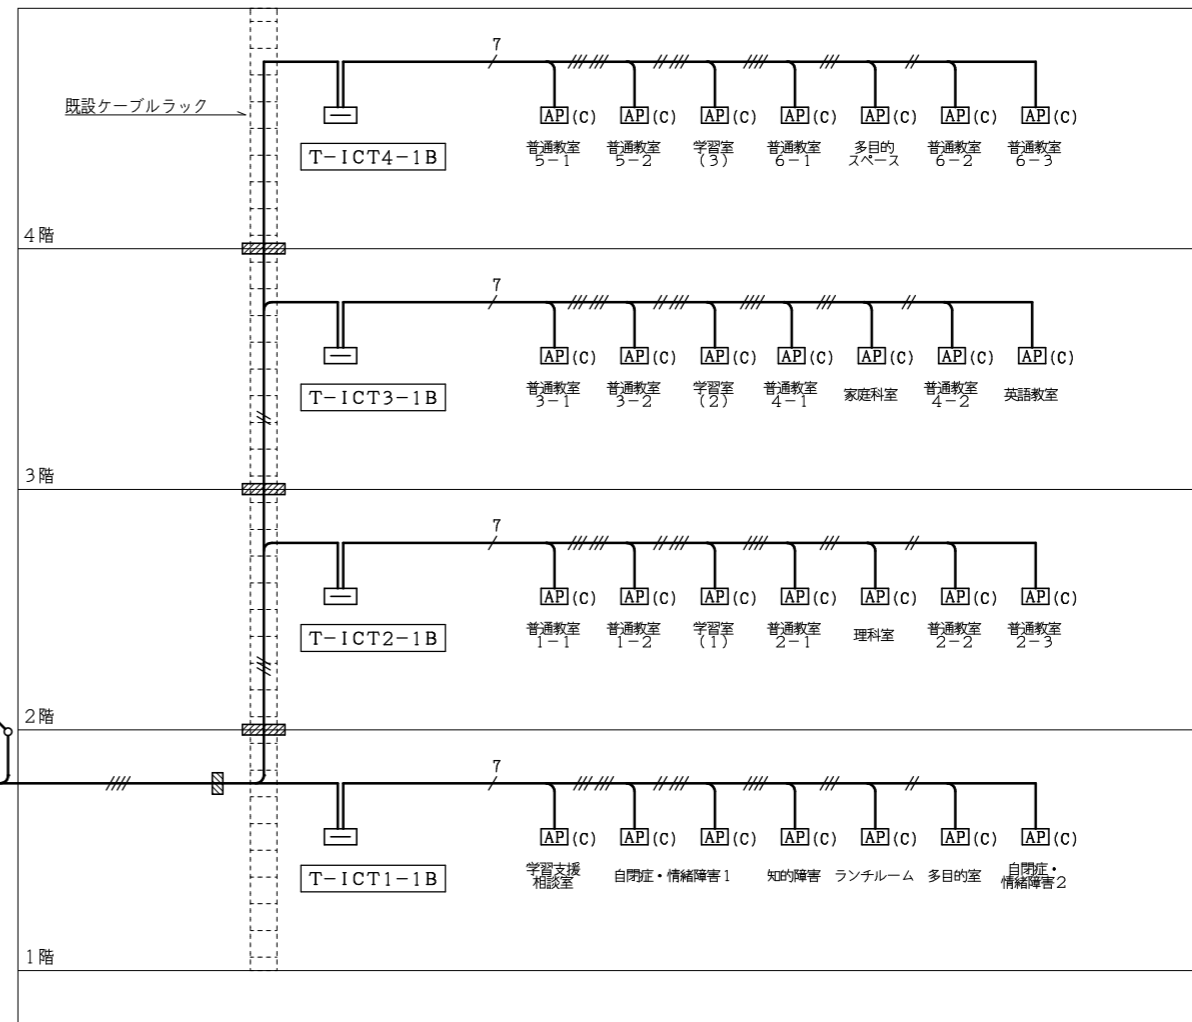 7
既設ケーブルラック
AP(C) AP(C) AP(C) AP(C) AP(C) AP(C) AP(C)
T-ICT4-1B
普通教室 普通教室 学習室 普通教室 多目的 普通教室 普通教室
5-1 5-2 (3) 6-1 スペース 6-2 6-3
4階
7
AP(C) AP(C) AP(C) AP(C) AP(C) AP(C) AP(C)
T-ICT3-1B
普通教室 普通教室 学習室 普通教室 家庭科室 普通教室 英語教室
3-1 3-2 (2) 4-1 4-2
3階
7
AP(C) AP(C) AP(C) AP(C) AP(C) AP(C) AP(C)
T-ICT2-1B
普通教室 普通教室 学習室 普通教室 理科室 普通教室 普通教室
1-1 1-2 (1) 2-1 2-2 2-3
2階
7
AP(C) AP(C) AP(C) AP(C) AP(C) AP(C) AP(C)
T-ICT1-1B
学習支援 自閉症・情緒障害1 知的障害 ランチルーム 多目的室 自閉症・
相談室 情緒障害2
1階